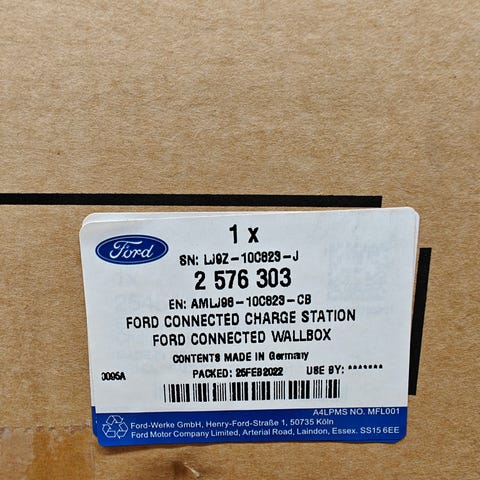 Ford
1 x
SN: LJ9Z-10C823-J
2 576 303
EN: AMLJ98-10C823-CB
FORD CONNECTED CHARGE STATION
FORD CONNECTED WALLBOX
CONTENTS MADE IN Germany
3095A PACKED: 25FEB2022 USE BY: ********
A4LPMS NO. MFL001
Ford-Werke GmbH, Henry-Ford-Straße 1, 50735 Köln
Ford Motor Company Limited, Arterial Road, Laindon, Essex. SS15 6EE